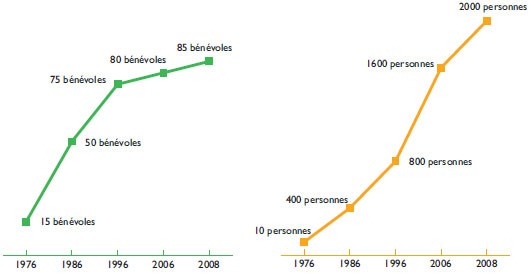 2000 personnes
85 bénévoles
80 bénévoles
1600 personnes
75 bénévoles
50 bénévoles
800 personnes
400 personnes
15 bénévoles
10 personnes
1976 1986 1996 2006 2008
1976 1986 1996 2006 2008